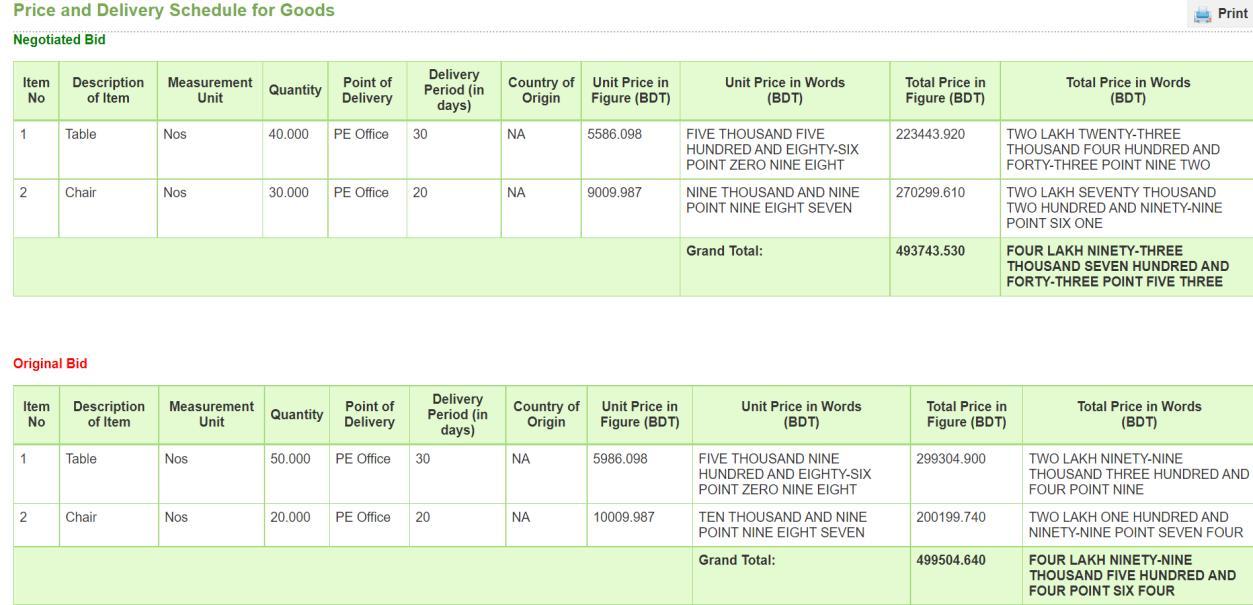 Price and Delivery Schedule for Goods
Print
Negotiated Bid
Item No Description of Item Measurement Unit Quantity Point of Delivery Delivery Period (in days) Country of Origin Unit Price in Figure (BDT) Unit Price in Words (BDT) Total Price in Figure (BDT) Total Price in Words (BDT)
1 Table Nos 40.000 PE Office 30 NA 5586.098 FIVE THOUSAND FIVE HUNDRED AND EIGHTY-SIX POINT ZERO NINE EIGHT 223443.920 TWO LAKH TWENTY-THREE THOUSAND FOUR HUNDRED AND FORTY-THREE POINT NINE TWO
2 Chair Nos 30.000 PE Office 20 NA 9009.987 NINE THOUSAND AND NINE POINT NINE EIGHT SEVEN 270299.610 TWO LAKH SEVENTY THOUSAND TWO HUNDRED AND NINETY-NINE POINT SIX ONE
Grand Total: 493743.530 FOUR LAKH NINETY-THREE THOUSAND SEVEN HUNDRED AND FORTY-THREE POINT FIVE THREE
Original Bid
Item No Description of Item Measurement Unit Quantity Point of Delivery Delivery Period (in days) Country of Origin Unit Price in Figure (BDT) Unit Price in Words (BDT) Total Price in Figure (BDT) Total Price in Words (BDT)
1 Table Nos 50.000 PE Office 30 NA 5986.098 FIVE THOUSAND NINE HUNDRED AND EIGHTY-SIX POINT ZERO NINE EIGHT 299304.900 TWO LAKH NINETY-NINE THOUSAND THREE HUNDRED AND FOUR POINT NINE
2 Chair Nos 20.000 PE Office 20 NA 10009.987 TEN THOUSAND AND NINE POINT NINE EIGHT SEVEN 200199.740 TWO LAKH ONE HUNDRED AND NINETY-NINE POINT SEVEN FOUR
Grand Total: 499504.640 FOUR LAKH NINETY-NINE THOUSAND FIVE HUNDRED AND FOUR POINT SIX FOUR